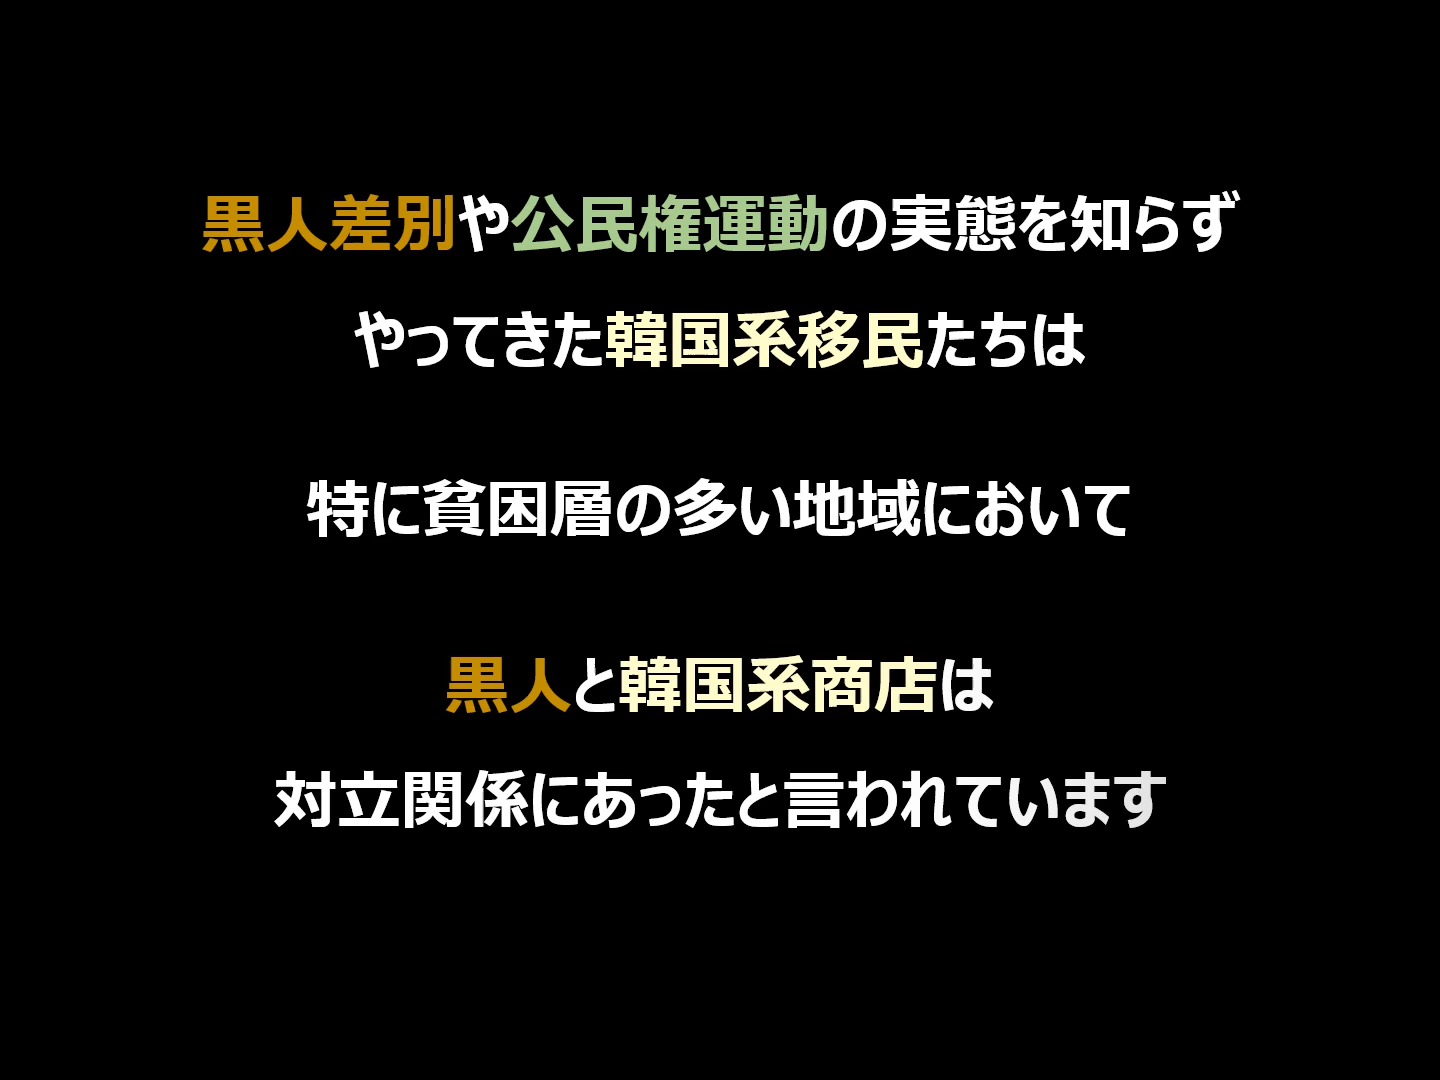 黒人差別や公民権運動の実態を知らず
やってきた韓国系移民たちは
特に貧困層の多い地域において
黒人と韓国系商店は
対立関係にあったと言われています